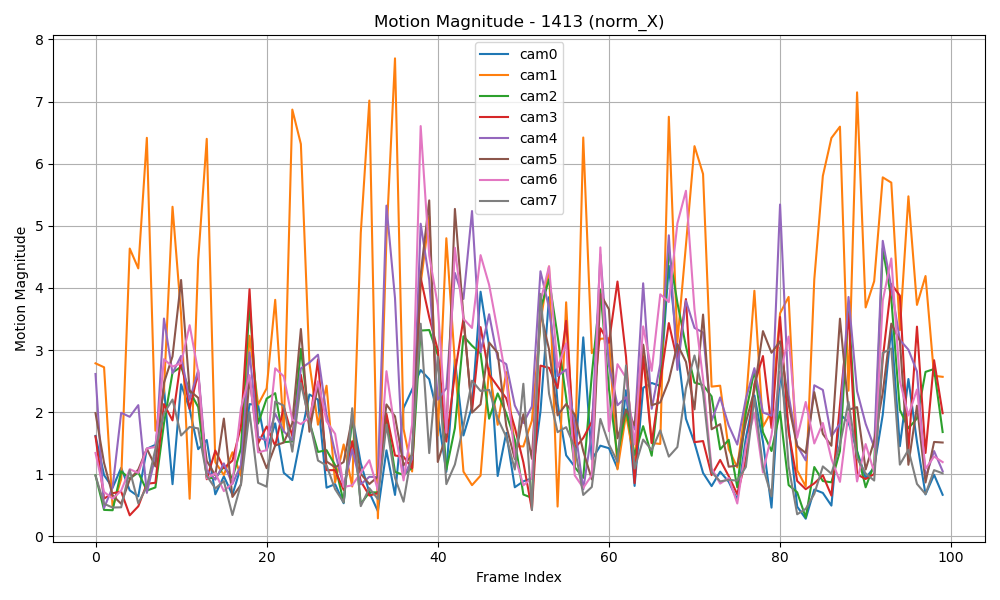 Motion Magnitude - 1413 (norm_X)
cam0
cam1
cam2
cam3
cam4
cam5
cam6
cam7
Motion Magnitude
8
7
6
5
4
3
2
1
0
0 20 40 60 80 100
Frame Index